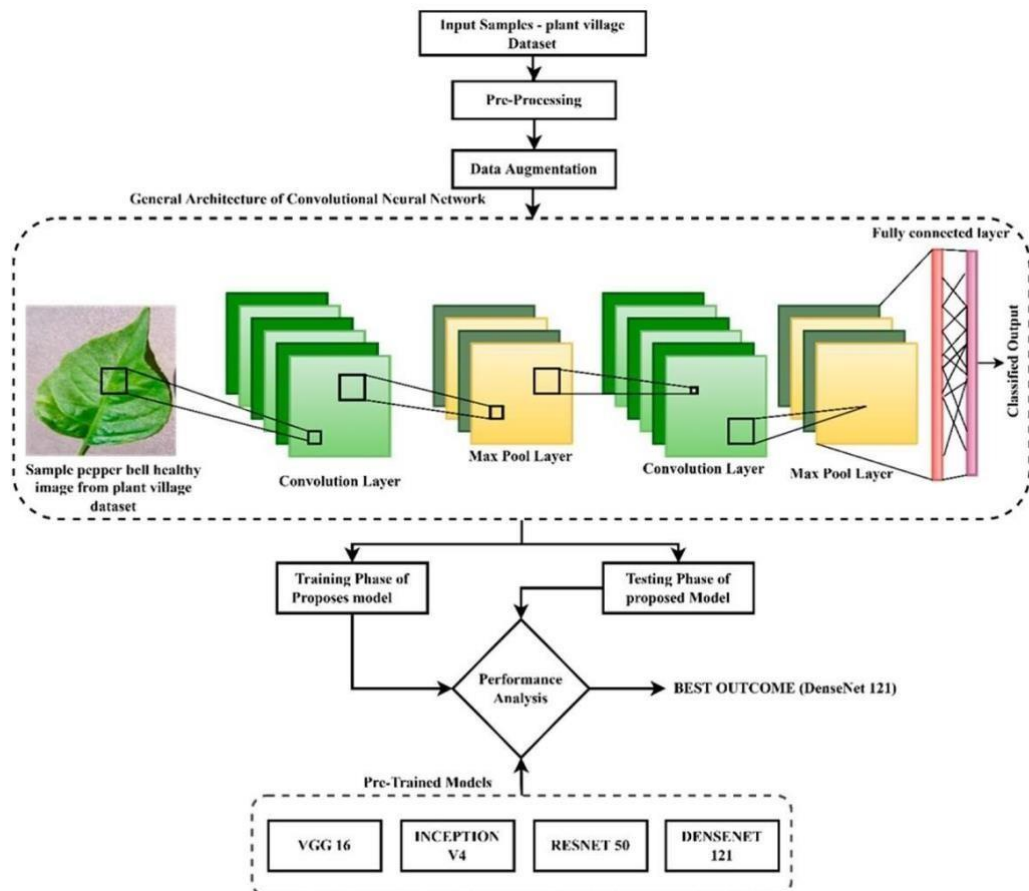 Input Samples - plant village
Dataset
Pre-Processing
Data Augmentation
General Architecture of Convolutional Neural Network
Fully connected layer
Classified Output
Sample pepper bell healthy
image from plant village
dataset
Convolution Layer
Max Pool Layer
Convolution Layer
Max Pool Layer
Training Phase of
Proposes model
Testing Phase of
proposed Model
Performance
Analysis
BEST OUTCOME (DenseNet 121)
Pre-Trained Models
VGG 16
INCEPTION
V4
RESNET 50
DENSENET
121